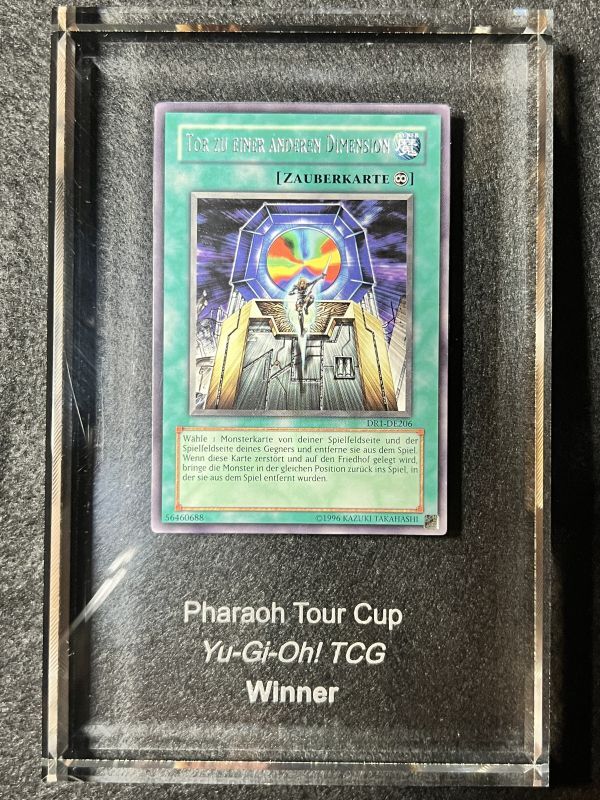 Tor zu einer anderen Dimension
[Zauberkarte]
DR1-DE206
Wähle 1 Monsterkarte von deiner Spielfeldseite und der
Spielfeldseite deines Gegners und entferne sie aus dem Spiel.
Wenn diese Karte zerstört und auf den Friedhof gelegt wird,
bringe die Monster in der gleichen Position zurück ins Spiel, in
der sie aus dem Spiel entfernt wurden.
56460688 ©1996 KAZUKI TAKAHASHI
Pharaoh Tour Cup
Yu-Gi-Oh! TCG
Winner